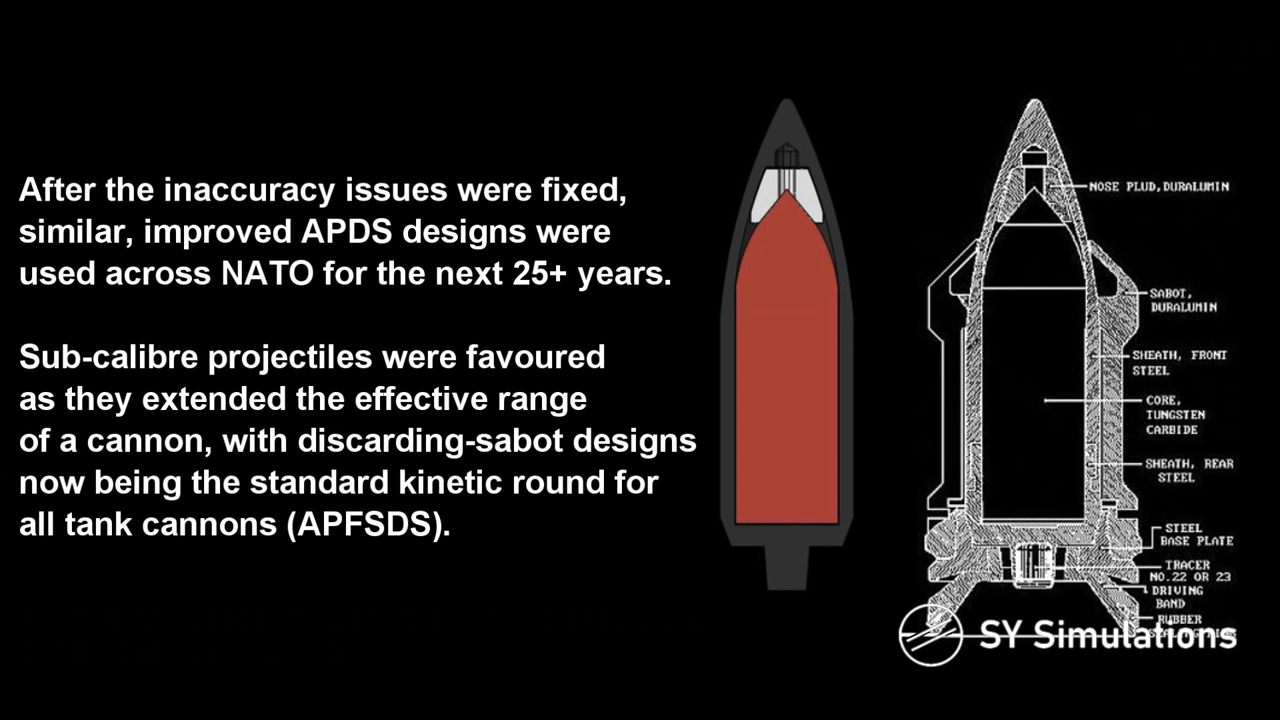 After the inaccuracy issues were fixed,
similar, improved APDS designs were
used across NATO for the next 25+ years.
Sub-calibre projectiles were favoured
as they extended the effective range
of a cannon, with discarding-sabot designs
now being the standard kinetic round for
all tank cannons (APFSDS).
NOSE PLUD,DURALUMIN
SABOT,
DURALUMIN
SHEATH, FRONT
STEEL
CORE,
TUNGSTEN
CARBIDE
SHEATH, REAR
STEEL
STEEL
BASE PLATE
TRACER
NO.22 OR 23
DRIVING
BAND
RUBBER
SY Simulations